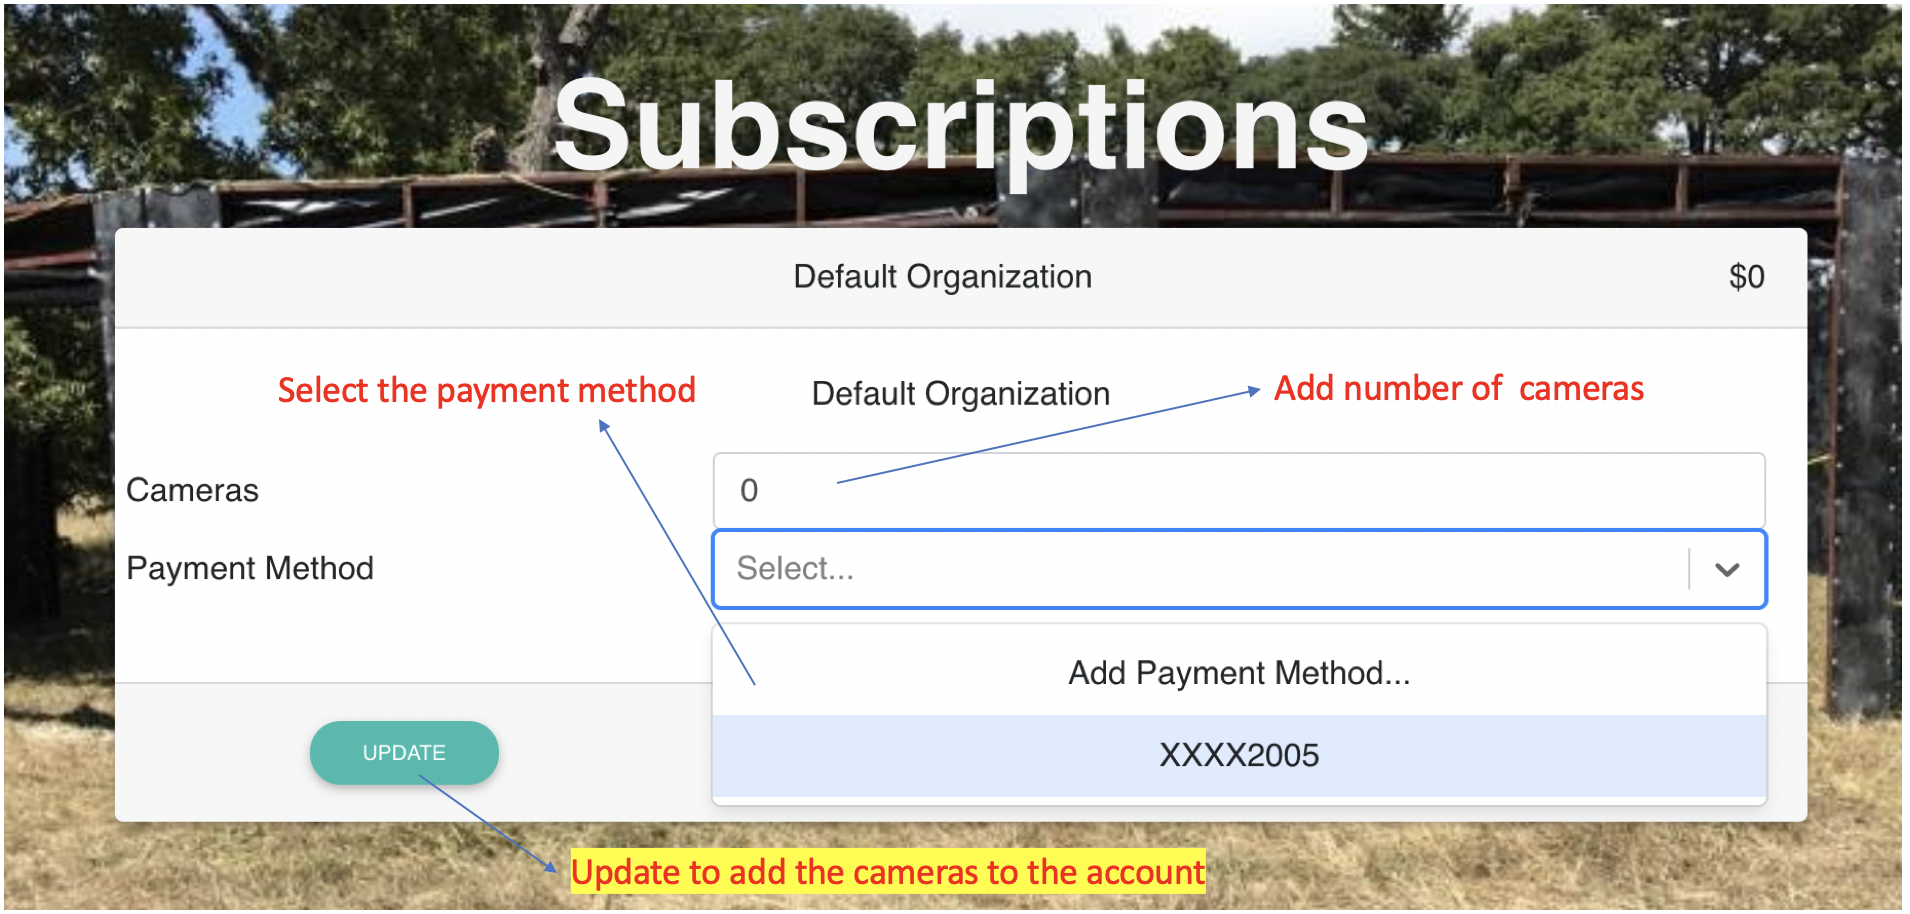 Subscriptions
Default Organization $0
Select the payment method
Default Organization
Add number of cameras
Cameras 0
Payment Method Select...
Add Payment Method...
UPDATE
XXXX2005
Update to add the cameras to the account